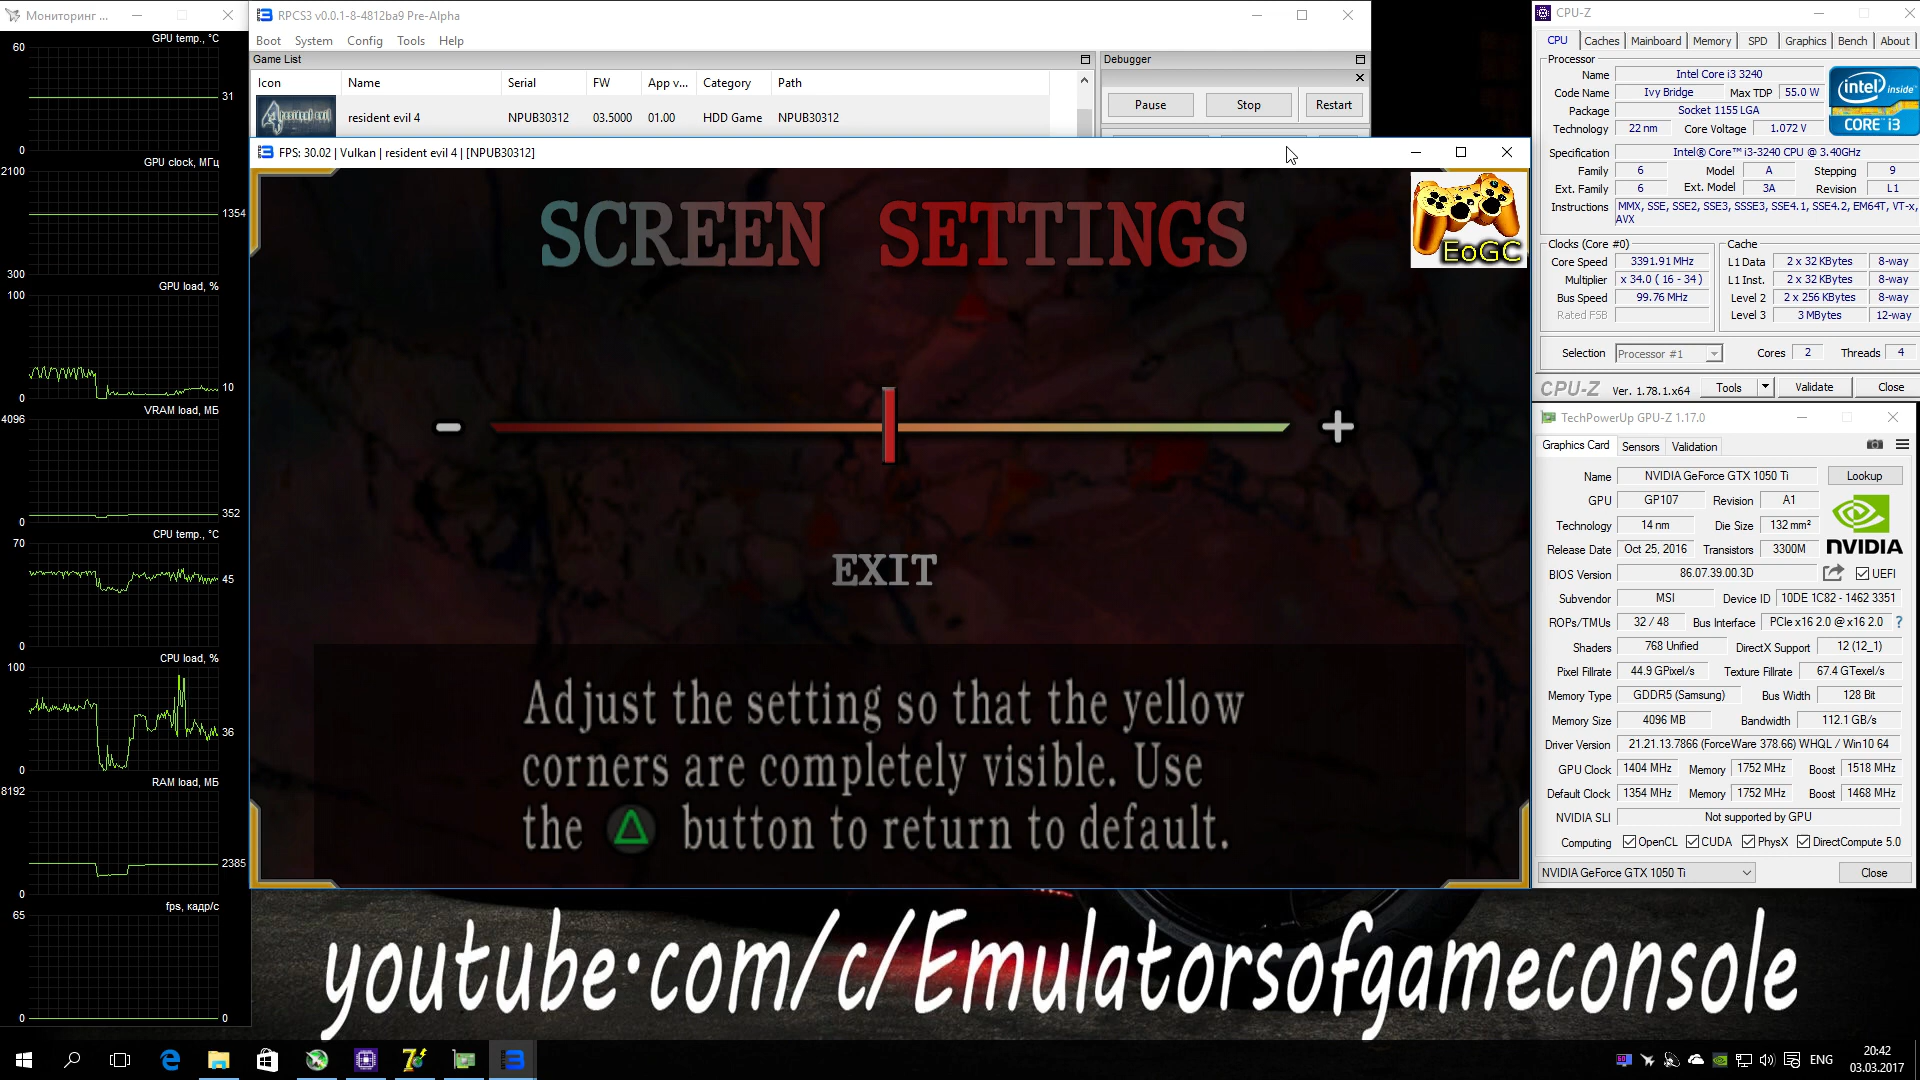 Мониторинг ...
GPU temp., °C
60
31
0
GPU clock, МГц
2100
1354
300
GPU load, %
100
10
0
VRAM load, МБ
4096
352
0
CPU temp., °C
70
45
0
CPU load, %
100
36
0
RAM load, МБ
8192
2385
0
fps, кадр/с
65
0
0
RPCS3 v0.0.1-8-4812ba9 Pre-Alpha
Boot System Config Tools Help
Game List
Icon Name Serial FW App v... Category Path
resident evil 4 NPUB30312 03.5000 01.00 HDD Game NPUB30312
Debugger
Pause Stop Restart
FPS: 30.02 | Vulkan | resident evil 4 | [NPUB30312]
SCREEN SETTINGS
EoGC
EXIT
Adjust the setting so that the yellow
corners are completely visible. Use
the button to return to default.
youtube.com/c/Emulatorsofgameconsole
CPU-Z
CPU Caches Mainboard Memory SPD Graphics Bench About
Processor
Name Intel Core i3 3240
Code Name Ivy Bridge Max TDP 55.0 W
Package Socket 1155 LGA
Technology 22 nm Core Voltage 1.072 V
intel inside™
CORE i3
Specification Intel® Core™ i3-3240 CPU @ 3.40GHz
Family 6 Model A Stepping 9
Ext. Family 6 Ext. Model 3A Revision L1
Instructions MMX, SSE, SSE2, SSE3, SSSE3, SSE4.1, SSE4.2, EM64T, VT-x,
AVX
Clocks (Core #0)
Core Speed 3391.91 MHz
Multiplier x 34.0 ( 16 - 34 )
Bus Speed 99.76 MHz
Rated FSB
Cache
L1 Data 2 x 32 KBytes 8-way
L1 Inst. 2 x 32 KBytes 8-way
Level 2 2 x 256 KBytes 8-way
Level 3 3 MBytes 12-way
Selection Processor #1 Cores 2 Threads 4
CPU-Z Ver. 1.78.1.x64 Tools Validate Close
TechPowerUp GPU-Z 1.17.0
Graphics Card Sensors Validation
Name NVIDIA GeForce GTX 1050 Ti Lookup
GPU GP107 Revision A1
Technology 14 nm Die Size 132 mm²
Release Date Oct 25, 2016 Transistors 3300M
NVIDIA
BIOS Version 86.07.39.00.3D UEFI
Subvendor MSI Device ID 10DE 1C82 - 1462 3351
ROPs/TMUs 32 / 48 Bus Interface PCIe x16 2.0 @ x16 2.0 ?
Shaders 768 Unified DirectX Support 12 (12_1)
Pixel Fillrate 44.9 GPixel/s Texture Fillrate 67.4 GTexel/s
Memory Type GDDR5 (Samsung) Bus Width 128 Bit
Memory Size 4096 MB Bandwidth 112.1 GB/s
Driver Version 21.21.13.7866 (ForceWare 378.66) WHQL / Win10 64
GPU Clock 1404 MHz Memory 1752 MHz Boost 1518 MHz
Default Clock 1354 MHz Memory 1752 MHz Boost 1468 MHz
NVIDIA SLI Not supported by GPU
Computing OpenCL CUDA PhysX DirectCompute 5.0
NVIDIA GeForce GTX 1050 Ti Close
ENG
20:42
03.03.2017